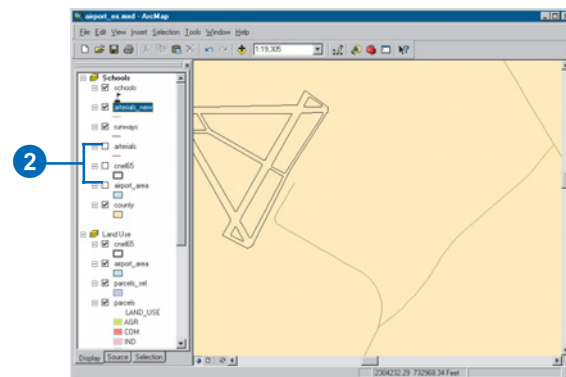 airport_ex.mxd - ArcMap
File Edit View Insert Selection Tools Window Help
1:19,305
Schools
schools
arterials_new
runways
arterials
2
cnel65
airport_area
county
Land Use
cnel65
airport_area
parcels_sel
parcels
LAND_USE
AGR
COM
IND
Display Source Selection
2304232.29 732968.34 Feet